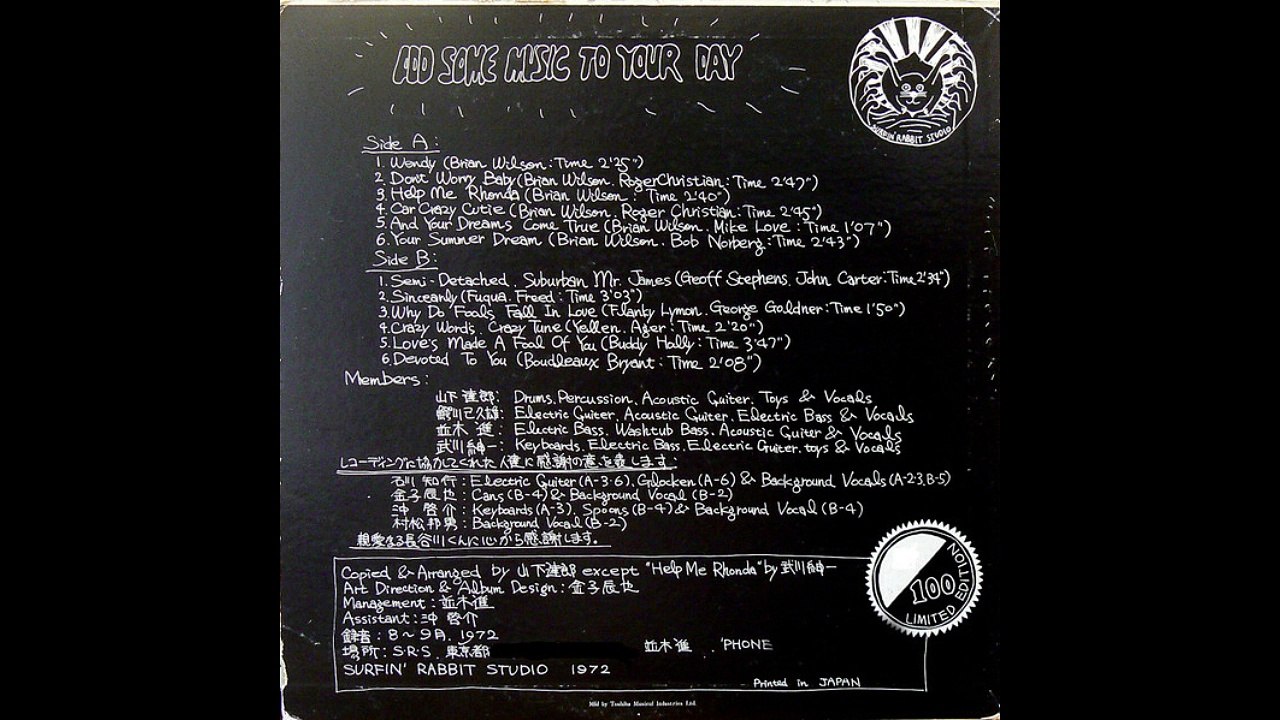 ADD SOME MUSIC TO YOUR DAY
SURFIN' RABBIT STUDIO
Side A:
1. Wendy (Brian Wilson: Time 2'25")
2. Don't Worry Baby (Brian Wilson. Roger Christian: Time 2'47")
3. Help Me Rhonda (Brian Wilson: Time 2'40")
4. Car Crazy Cutie (Brian Wilson. Roger Christian: Time 2'45")
5. And Your Dreams Come True (Brian Wilson. Mike Love: Time 1'07")
6. Your Summer Dream (Brian Wilson. Bob Norberg: Time 2'43")
Side B:
1. Semi-Detached. Suburban Mr. James (Geoff Stephens. John Carter: Time 2'34")
2. Sincearly (Fuqua. Freed: Time 3'03")
3. Why Do Fools Fall In Love (Flanky Lymon. George Goldner: Time 1'50")
4. Crazy Words. Crazy Tune (Yellen. Ager: Time 2'20")
5. Love's Made A Fool Of You (Buddy Holly: Time 3'47")
6 Devoted To You (Boudleaux Bryant: Time 2'08")
Members:
山下達郎: Drums. Percussion. Acoustic Guiter. Toys & Vocals
鰐川己久雄: Electric Guiter. Acoustic Guiter. Electric Bass & Vocals
並木 進: Electric Bass. Washtub Bass. Acoustic Guiter & Vocals
武川伸一: Keyboards. Electric Bass. Electric Guiter. toys & Vocals
レコーディングに協力してくれた人達に感謝の意を表します:
石川 知行: Electric Guiter (A-3·6). Glocken (A-6) & Background Vocals (A-2·3. B-5)
金子辰也: Cans (B-4) & Background Vocal (B-2)
沖 啓介: Keyboards (A-3). Spoons (B-4) & Background Vocal (B-4)
村松邦男: Background Vocal (B-2)
親愛なる長谷川くんに心から感謝します.
Copied & Arranged by 山下達郎 except "Help Me Rhonda" by 武川伸一
Art Direction & Album Design: 金子辰也
Management: 並木進
Assistant: 沖 啓介
録音: 8~9月. 1972
場所: S·R·S. 東京都
並木 進 . 'PHONE
SURFIN' RABBIT STUDIO 1972
Printed in JAPAN
100
LIMITED EDITION
Mfd by Toshiba Musical Industries Ltd.